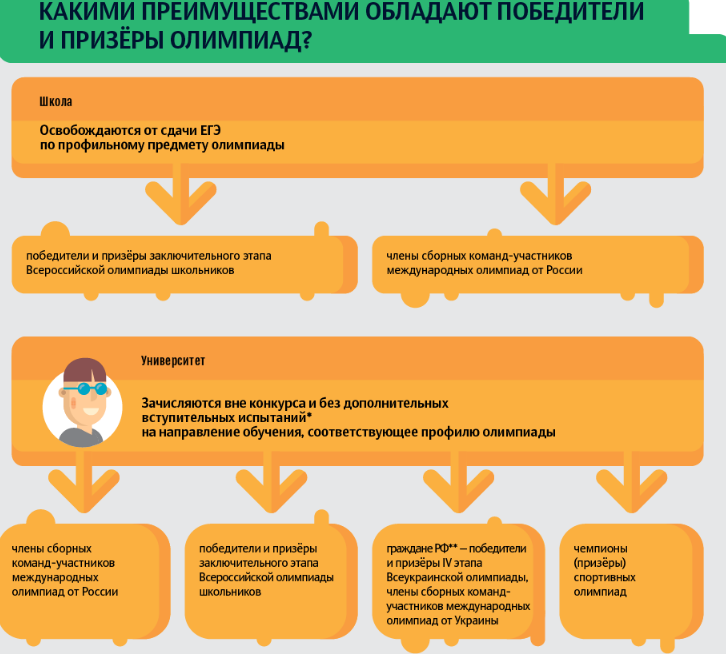 КАКИМИ ПРЕИМУЩЕСТВАМИ ОБЛАДАЮТ ПОБЕДИТЕЛИ
И ПРИЗЁРЫ ОЛИМПИАД?
Школа
Освобождаются от сдачи ЕГЭ
по профильному предмету олимпиады
победители и призёры заключительного этапа
Всероссийской олимпиады школьников
члены сборных команд-участников
международных олимпиад от России
Университет
Зачисляются вне конкурса и без дополнительных
вступительных испытаний*
на направление обучения, соответствующее профилю олимпиады
члены сборных
команд-участников
международных
олимпиад от России
победители и призёры
заключительного этапа
Всероссийской олимпиады
школьников
граждане РФ** – победители
и призёры IV этапа
Всеукраинской олимпиады,
члены сборных команд-
участников международных
олимпиад от Украины
чемпионы
(призёры)
спортивных
олимпиад